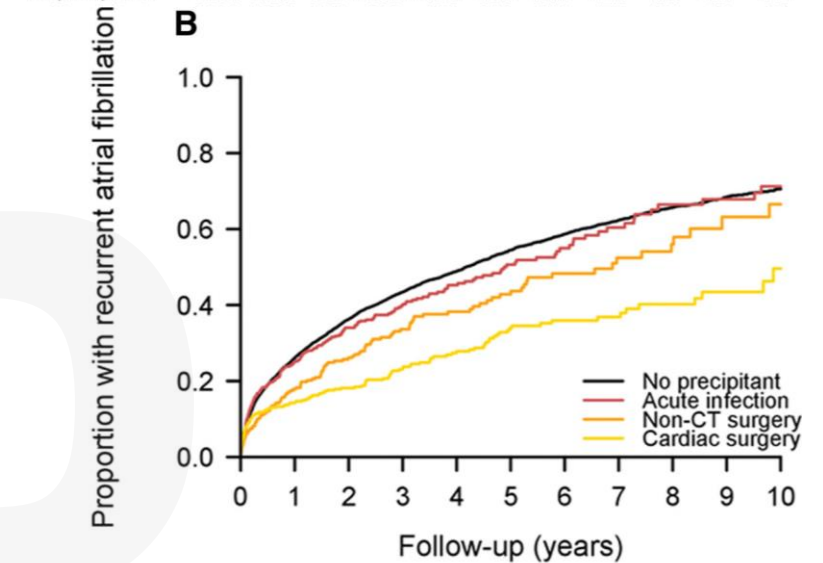 B
Proportion with recurrent atrial fibrillation
1.0
0.8
0.6
0.4
0.2
0.0
No precipitant
Acute infection
Non-CT surgery
Cardiac surgery
0 1 2 3 4 5 6 7 8 9 10
Follow-up (years)